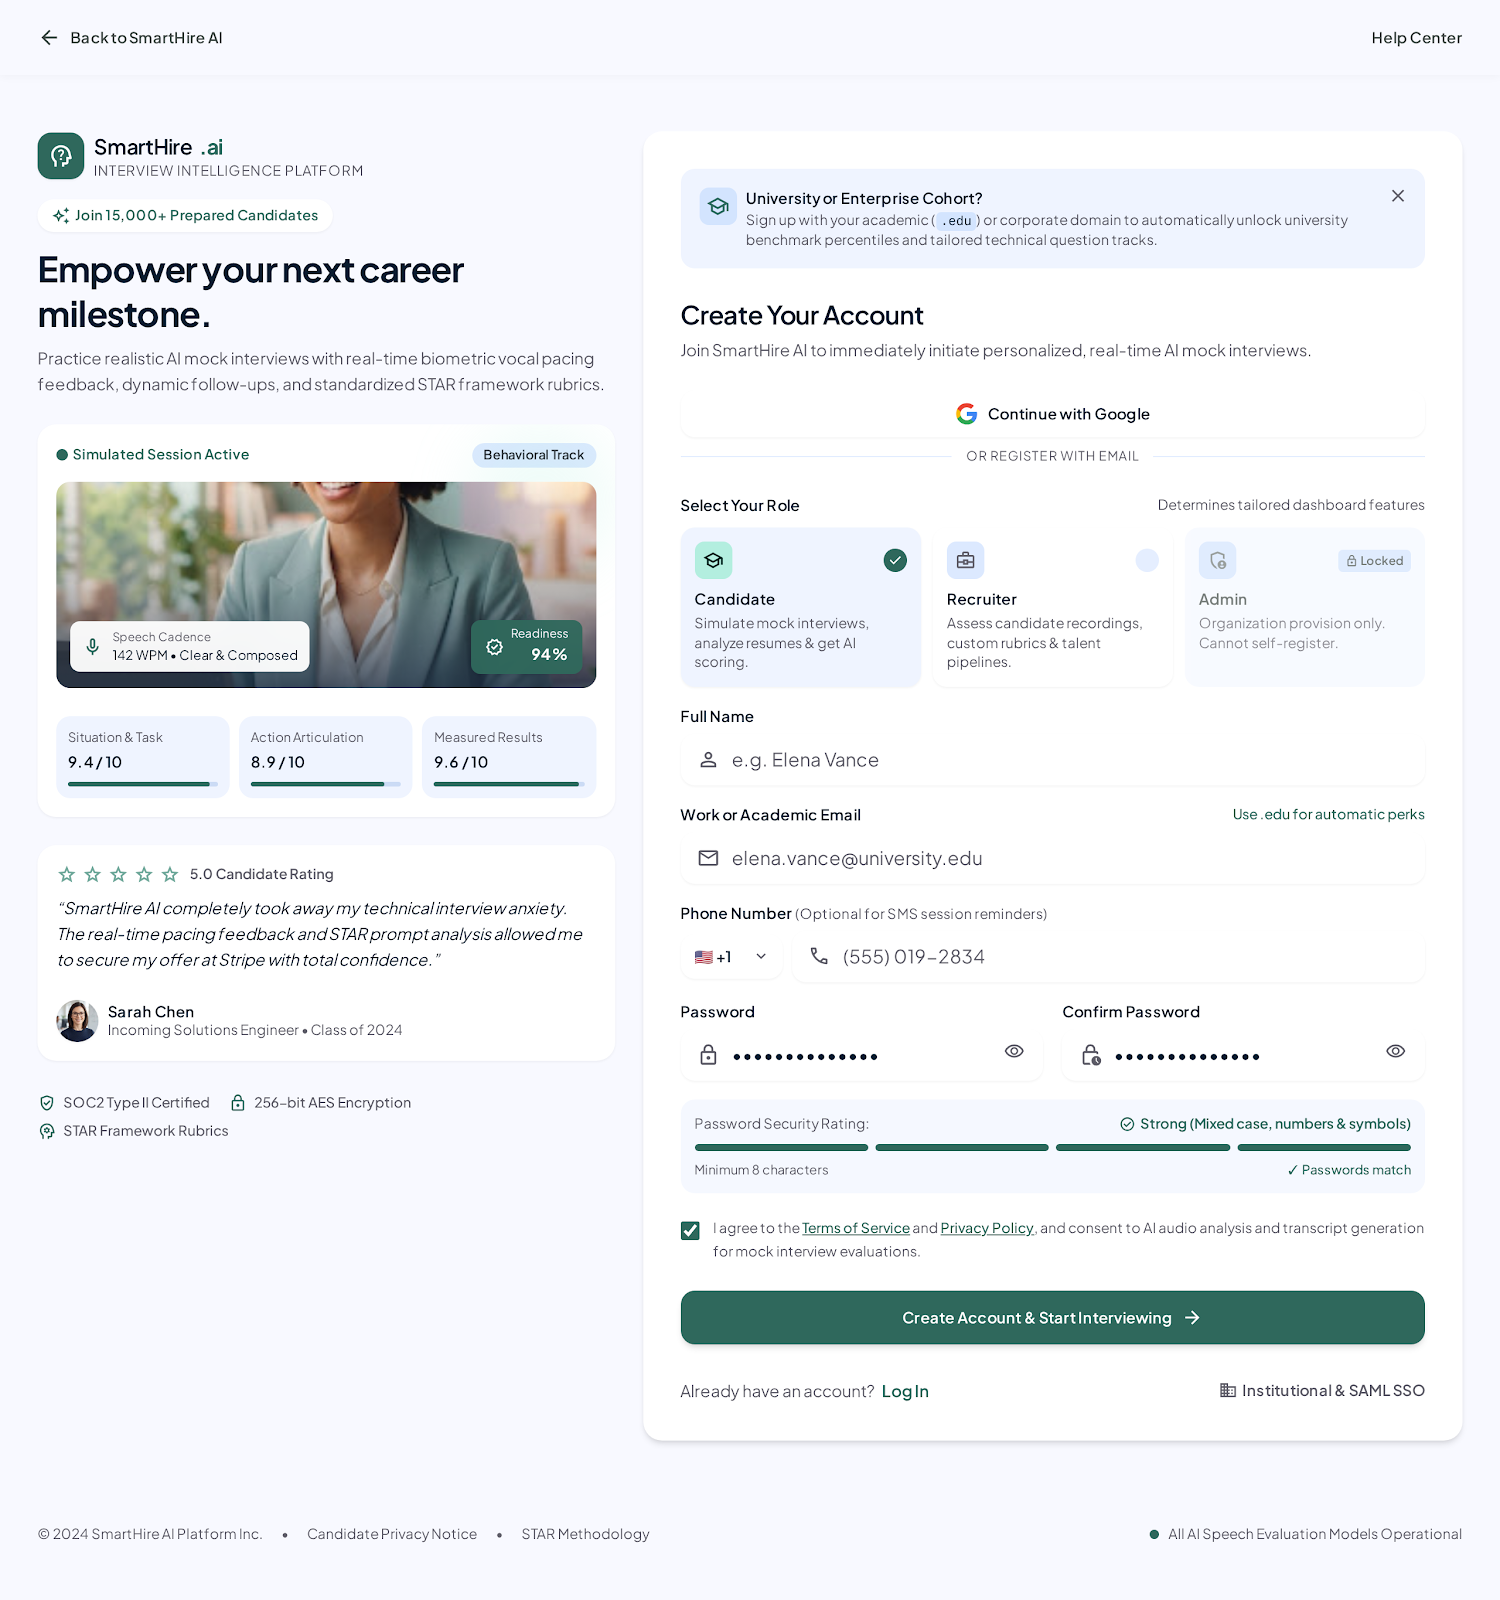 Back to SmartHire AI
Help Center
SmartHire .ai
INTERVIEW INTELLIGENCE PLATFORM
Join 15,000+ Prepared Candidates
Empower your next career
milestone.
Practice realistic AI mock interviews with real-time biometric vocal pacing
feedback, dynamic follow-ups, and standardized STAR framework rubrics.
Simulated Session Active
Behavioral Track
Speech Cadence
142 WPM • Clear & Composed
Readiness
94%
Situation & Task
9.4 / 10
Action Articulation
8.9 / 10
Measured Results
9.6 / 10
5.0 Candidate Rating
“SmartHire AI completely took away my technical interview anxiety.
The real-time pacing feedback and STAR prompt analysis allowed me
to secure my offer at Stripe with total confidence.”
Sarah Chen
Incoming Solutions Engineer • Class of 2024
SOC2 Type II Certified
256-bit AES Encryption
STAR Framework Rubrics
University or Enterprise Cohort?
Sign up with your academic ( .edu ) or corporate domain to automatically unlock university
benchmark percentiles and tailored technical question tracks.
Create Your Account
Join SmartHire AI to immediately initiate personalized, real-time AI mock interviews.
Continue with Google
OR REGISTER WITH EMAIL
Select Your Role
Determines tailored dashboard features
Candidate
Simulate mock interviews,
analyze resumes & get AI
scoring.
Recruiter
Assess candidate recordings,
custom rubrics & talent
pipelines.
Locked
Admin
Organization provision only.
Cannot self-register.
Full Name
e.g. Elena Vance
Work or Academic Email
Use .edu for automatic perks
elena.vance@university.edu
Phone Number (Optional for SMS session reminders)
🇺🇸 +1
(555) 019-2834
Password
Confirm Password
••••••••••••••
••••••••••••••
Password Security Rating:
Strong (Mixed case, numbers & symbols)
Minimum 8 characters
✓ Passwords match
I agree to the Terms of Service and Privacy Policy, and consent to AI audio analysis and transcript generation
for mock interview evaluations.
Create Account & Start Interviewing
Already have an account? Log In
Institutional & SAML SSO
© 2024 SmartHire AI Platform Inc. • Candidate Privacy Notice • STAR Methodology
All AI Speech Evaluation Models Operational